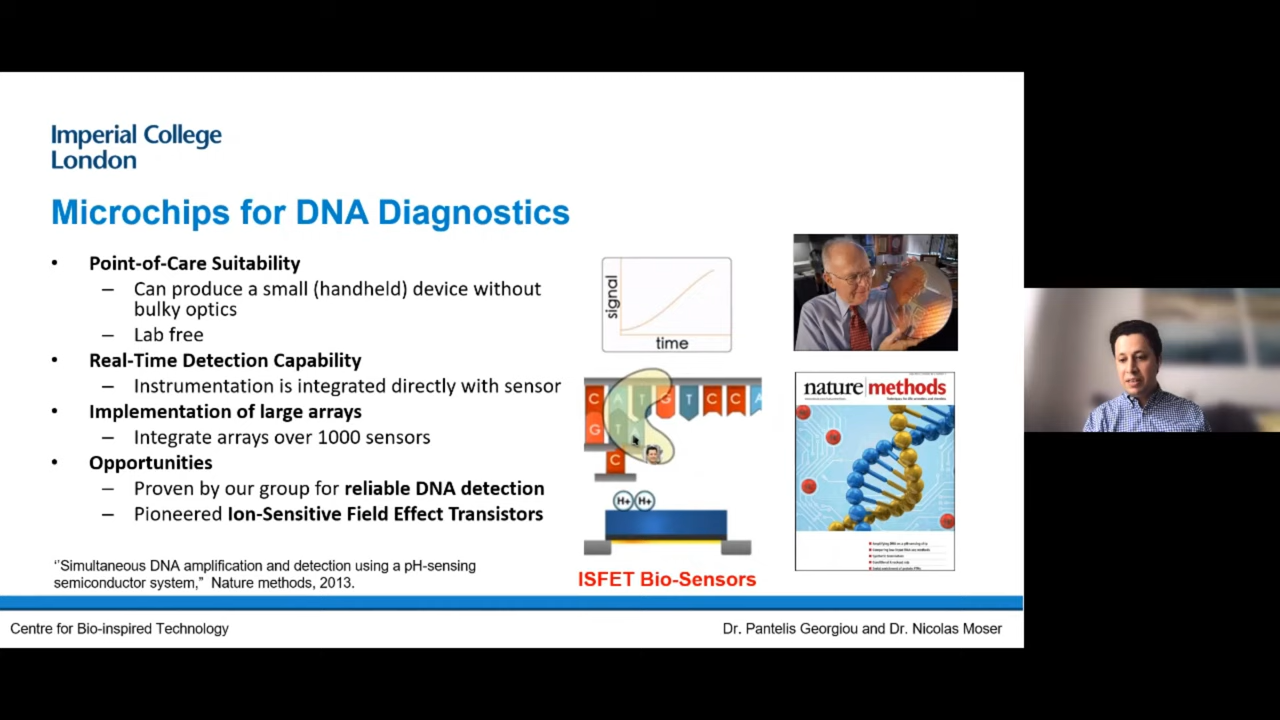 Imperial College
London
Microchips for DNA Diagnostics
• Point-of-Care Suitability
– Can produce a small (handheld) device without
bulky optics
– Lab free
• Real-Time Detection Capability
– Instrumentation is integrated directly with sensor
• Implementation of large arrays
– Integrate arrays over 1000 sensors
• Opportunities
– Proven by our group for reliable DNA detection
– Pioneered Ion-Sensitive Field Effect Transistors
‘’Simultaneous DNA amplification and detection using a pH-sensing
semiconductor system,” Nature methods, 2013.
signal
time
C A T G T C C A
G T A
C
H+ H+
ISFET Bio-Sensors
nature methods
Centre for Bio-inspired Technology
Dr. Pantelis Georgiou and Dr. Nicolas Moser